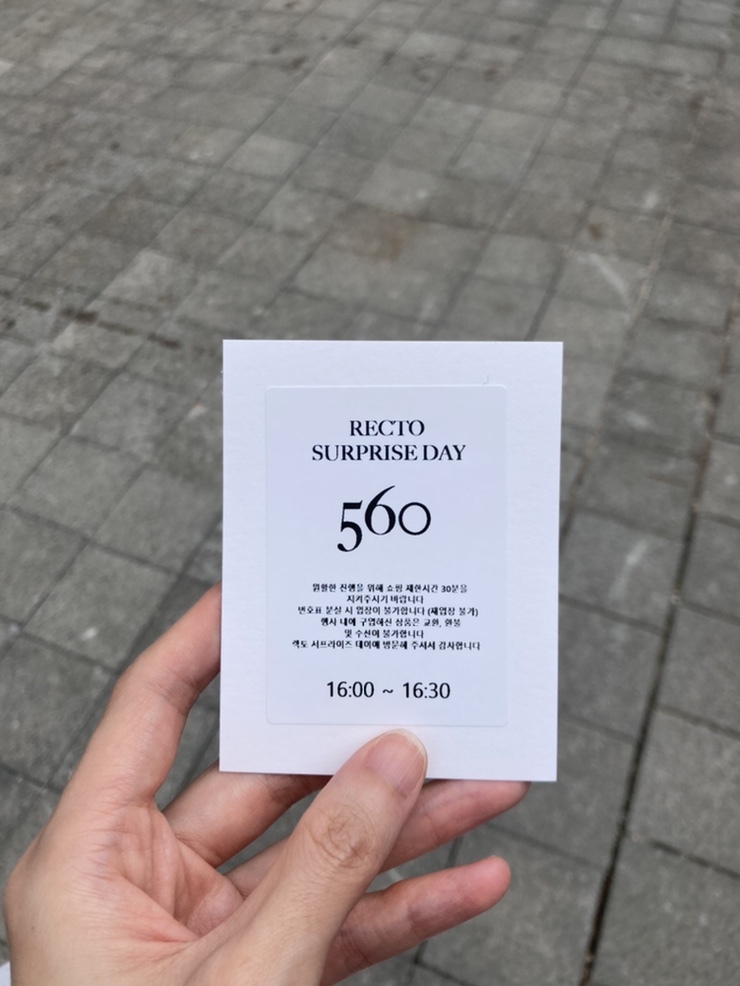 RECTO
SURPRISE DAY
560
원활한 진행을 위해 쇼핑 제한시간 30분을
지켜주시기 바랍니다
번호표 분실 시 입장이 불가합니다 (재입장 불가)
행사 내에 구입하신 상품은 교환, 환불
및 수선이 불가합니다
렉토 서프라이즈 데이에 방문해 주셔서 감사합니다
16:00 ~ 16:30